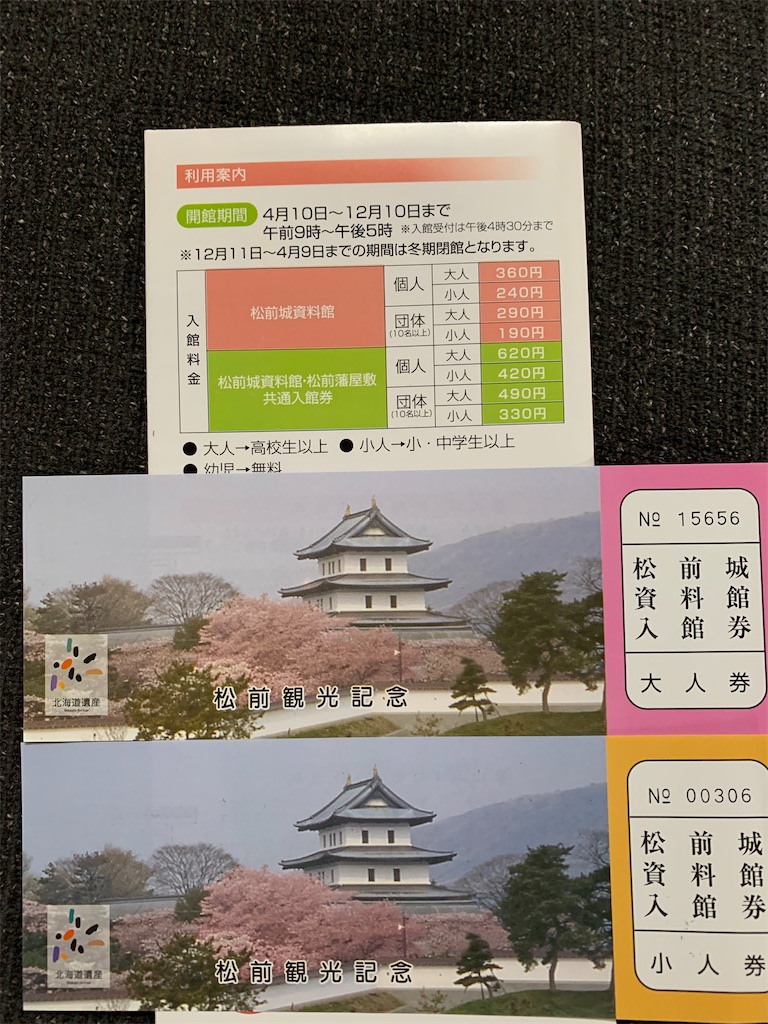 利用案内
開館期間 4月10日～12月10日まで
午前9時～午後5時 ※入館受付は午後4時30分まで
※12月11日～4月9日までの期間は冬期閉館となります。
入館料金
松前城資料館
個人 大人 360円
小人 240円
団体 (10名以上) 大人 290円
小人 190円
松前城資料館・松前藩屋敷
共通入館券
個人 大人 620円
小人 420円
団体 (10名以上) 大人 490円
小人 330円
●大人→高校生以上 ●小人→小・中学生以上
●幼児→無料
北海道遺産
松前観光記念
№ 15656
松前城
資料館
入館券
大人券
北海道遺産
松前観光記念
№ 00306
松前城
資料館
入館券
小人券